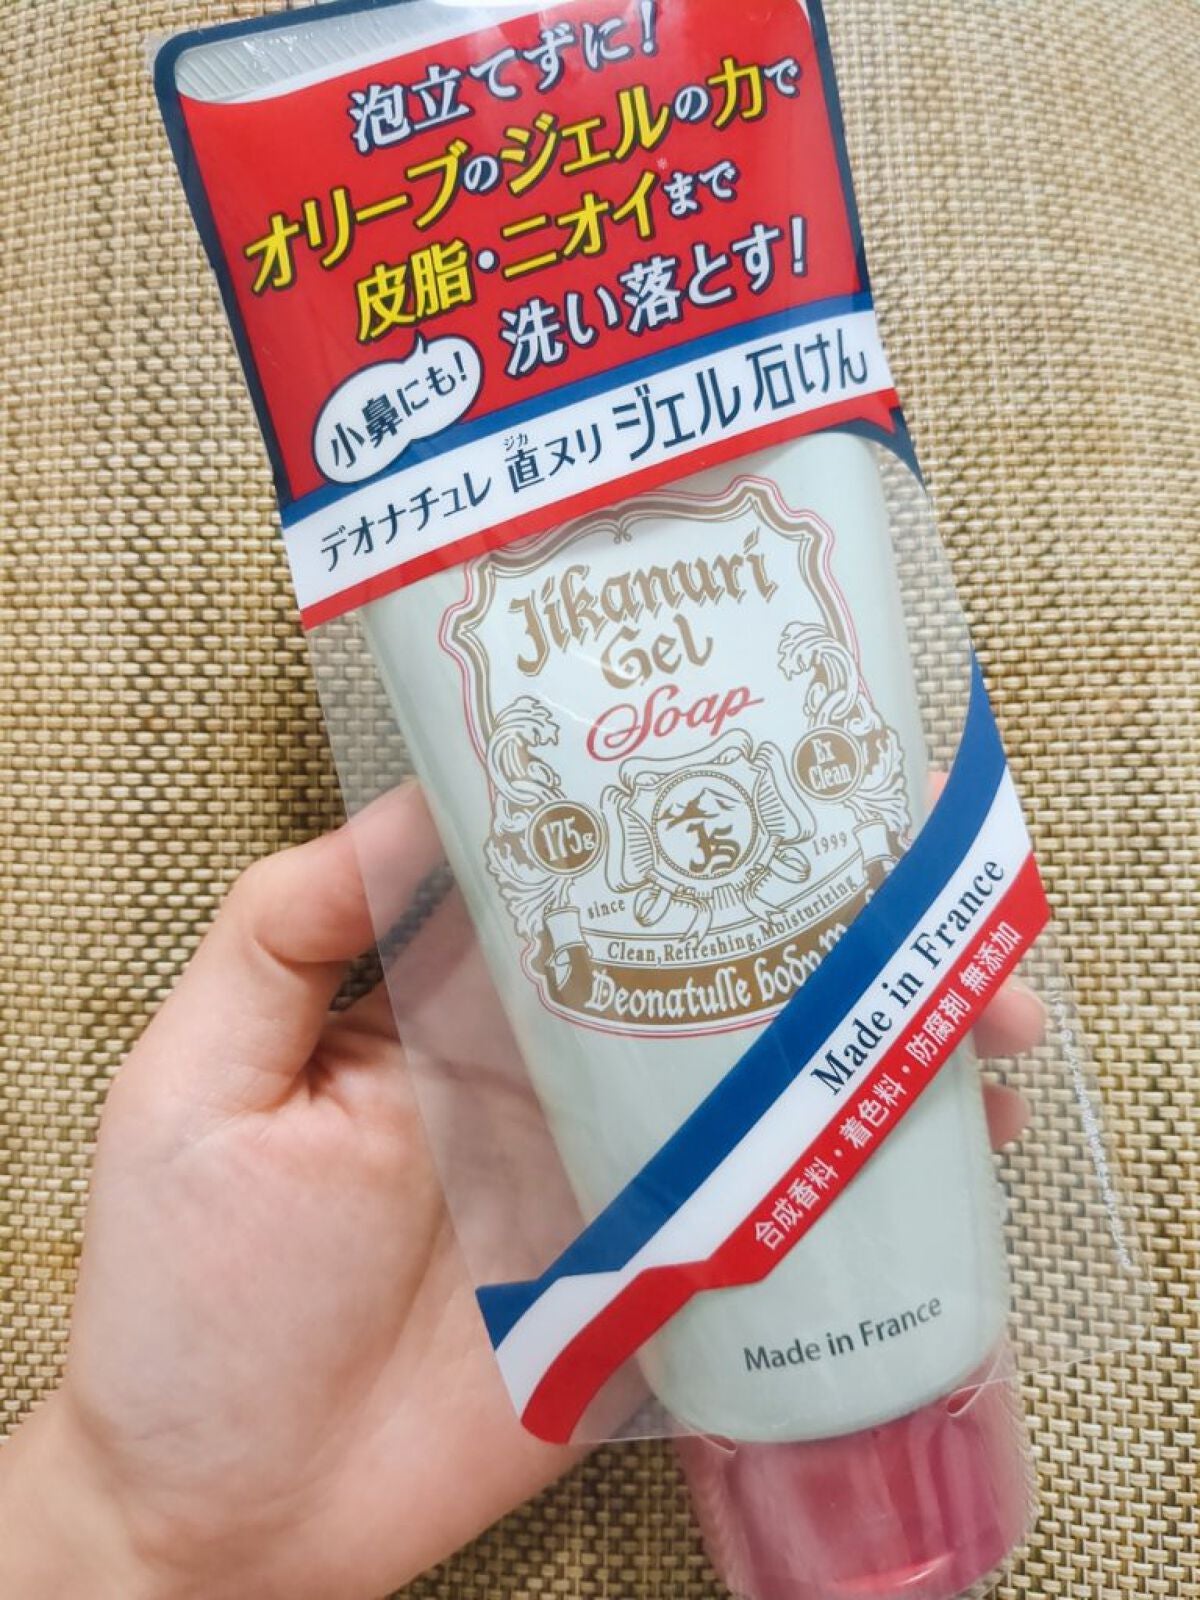 泡立てずに!
オリーブのジェルの力で
皮脂・ニオイ※まで
洗い落とす!
小鼻にも!
ジカ
デオナチュレ 直ヌリ ジェル石けん
Jikanuri
Gel
Soap
Ex
Clean
175g
JS
since 1999
Clean,Refreshing,Moisturizing
Deonatulle body
Made in France
合成香料・着色料・防腐剤 無添加
Made in France